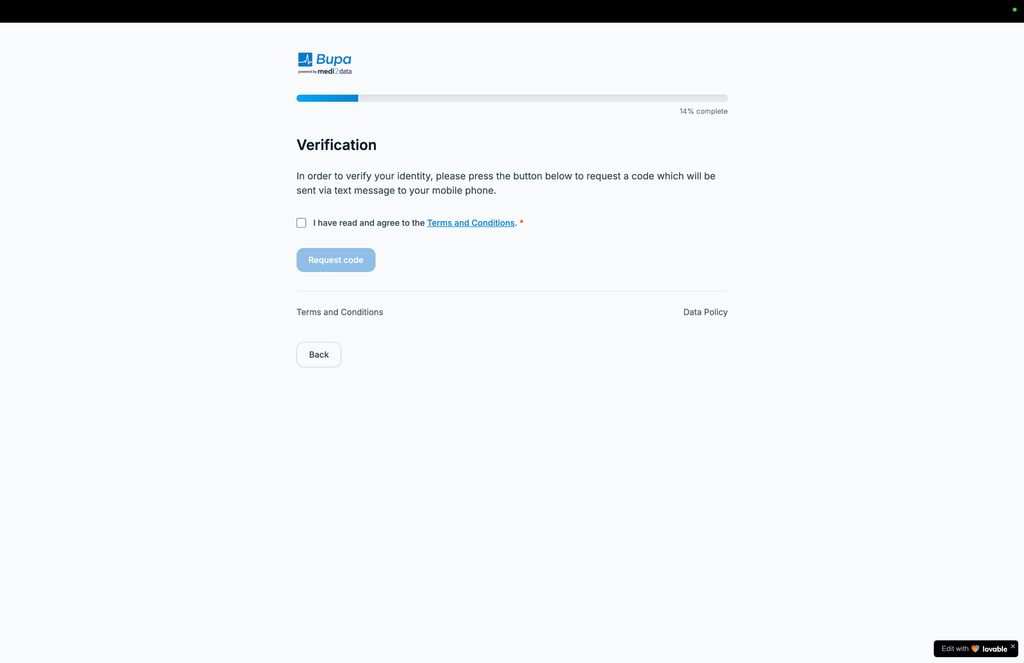 Bupa
powered by medi2data
14% complete
Verification
In order to verify your identity, please press the button below to request a code which will be
sent via text message to your mobile phone.
I have read and agree to the Terms and Conditions. *
Request code
Terms and Conditions
Data Policy
Back
Edit with lovable ×